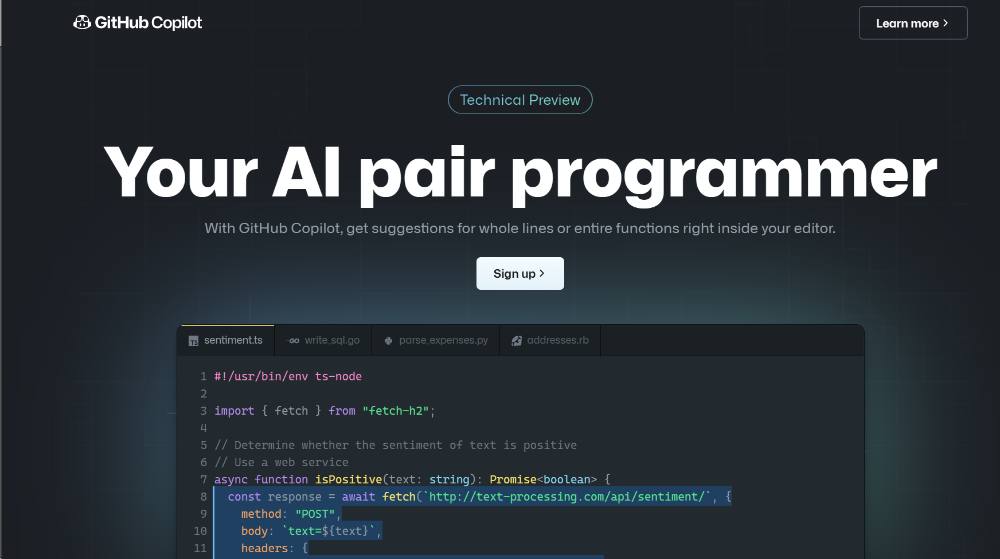 GitHub Copilot
Learn more
Technical Preview
Your AI pair programmer
With GitHub Copilot, get suggestions for whole lines or entire functions right inside your editor.
Sign up
TS sentiment.ts
GO write_sql.go
parse_expenses.py
addresses.rb
1 #!/usr/bin/env ts-node
2
3 import { fetch } from "fetch-h2";
4
5 // Determine whether the sentiment of text is positive
6 // Use a web service
7 async function isPositive(text: string): Promise<boolean> {
8   const response = await fetch(`http://text-processing.com/api/sentiment/`, {
9     method: "POST",
10     body: `text=${text}`,
11     headers: {